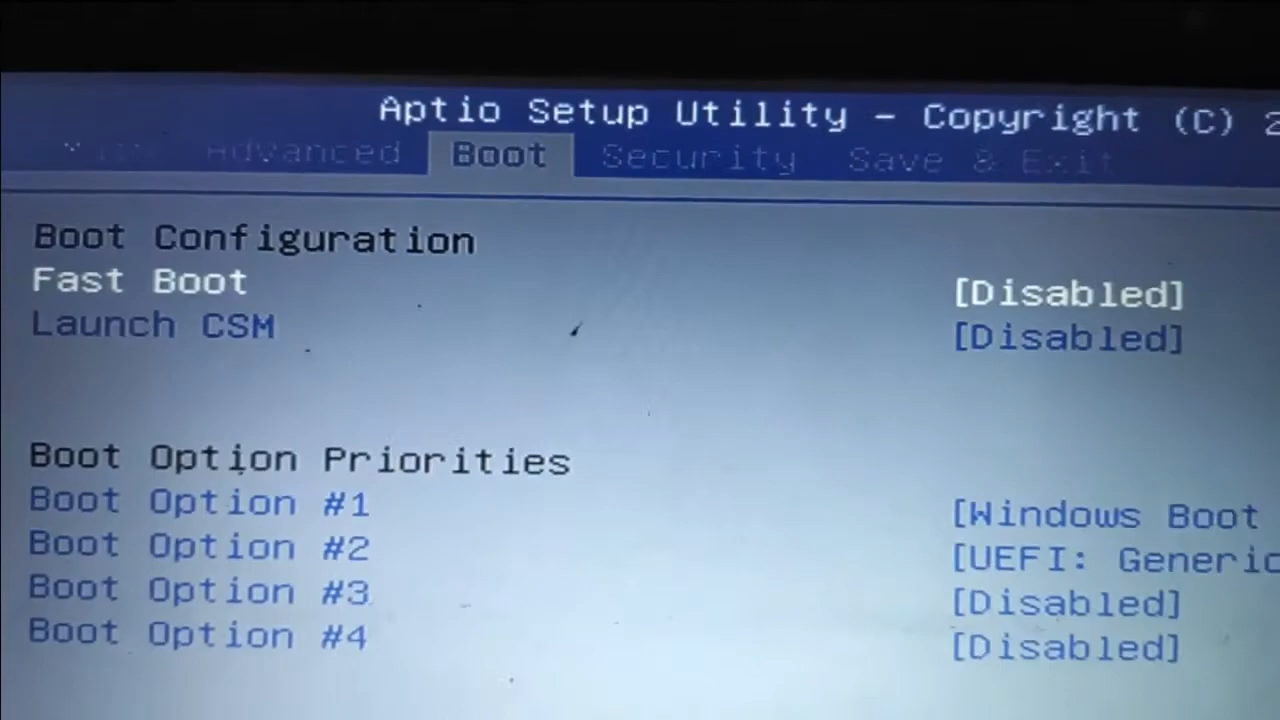 Aptio Setup Utility - Copyright (C) 2
Advanced Boot Security Save & Exit
Boot Configuration
Fast Boot [Disabled]
Launch CSM [Disabled]
Boot Option Priorities
Boot Option #1 [Windows Boot
Boot Option #2 [UEFI: Generic
Boot Option #3 [Disabled]
Boot Option #4 [Disabled]